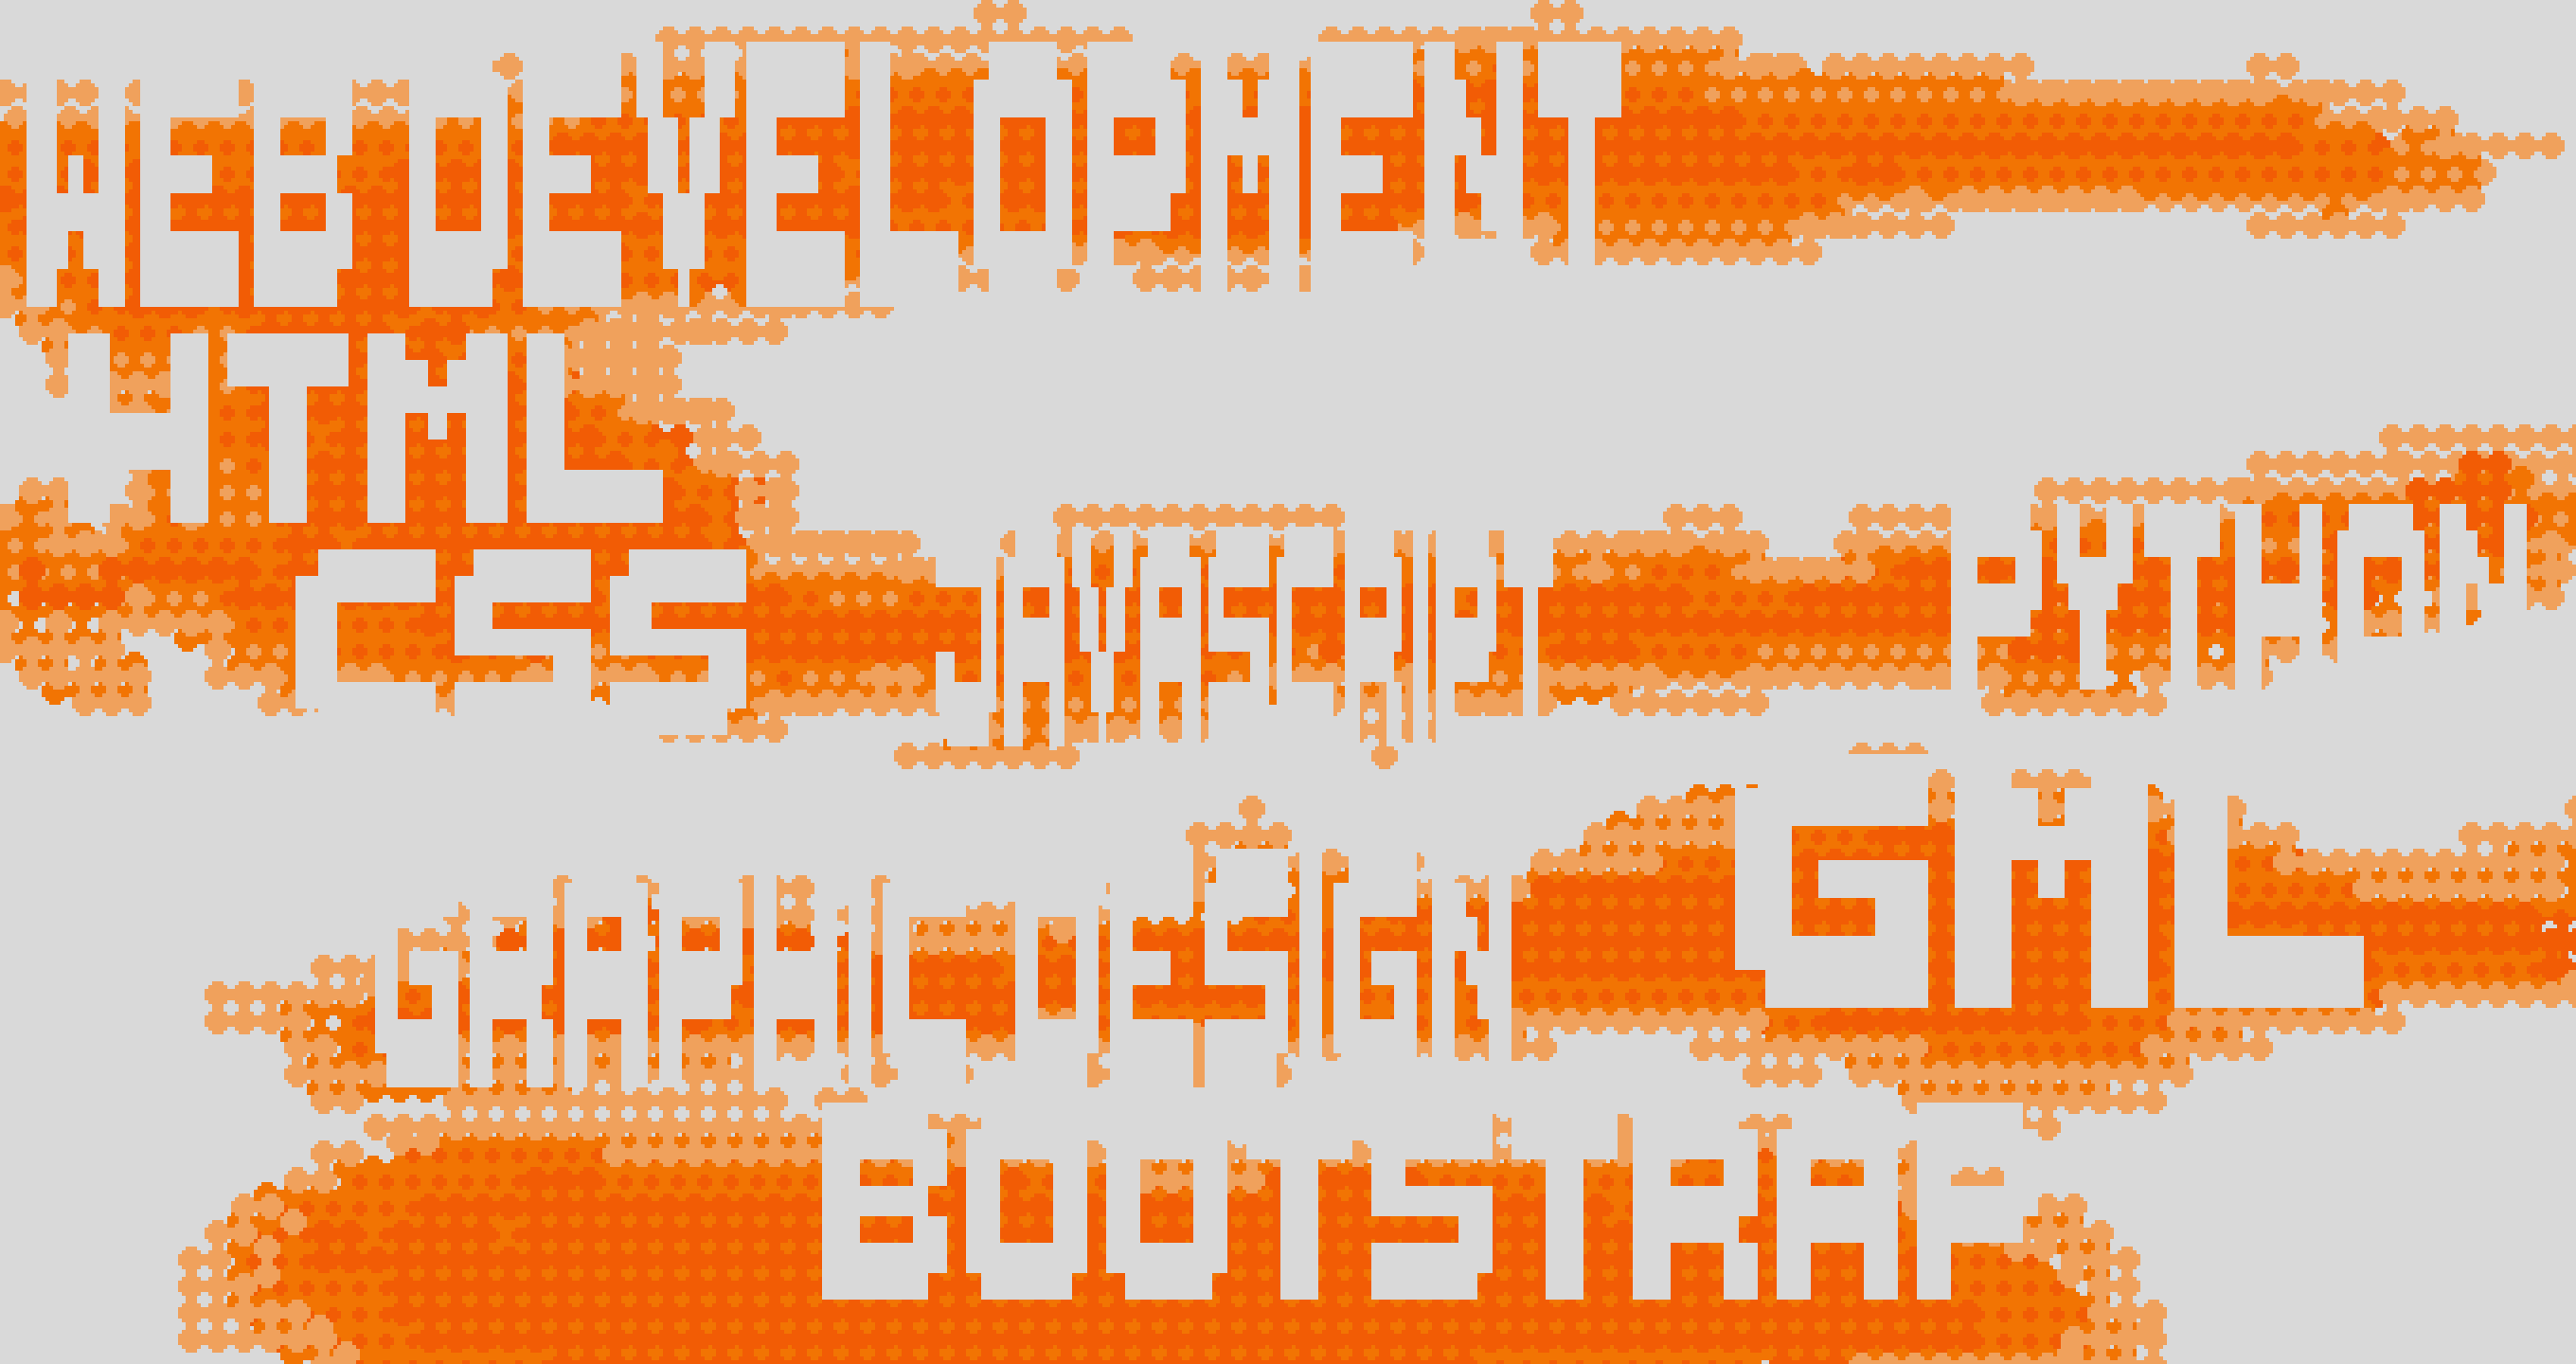 WEB DEVELOPMENT
HTML
CSS JAVASCRIPT PYTHON
GRAPHIC DESIGN GML
BOOTSTRAP